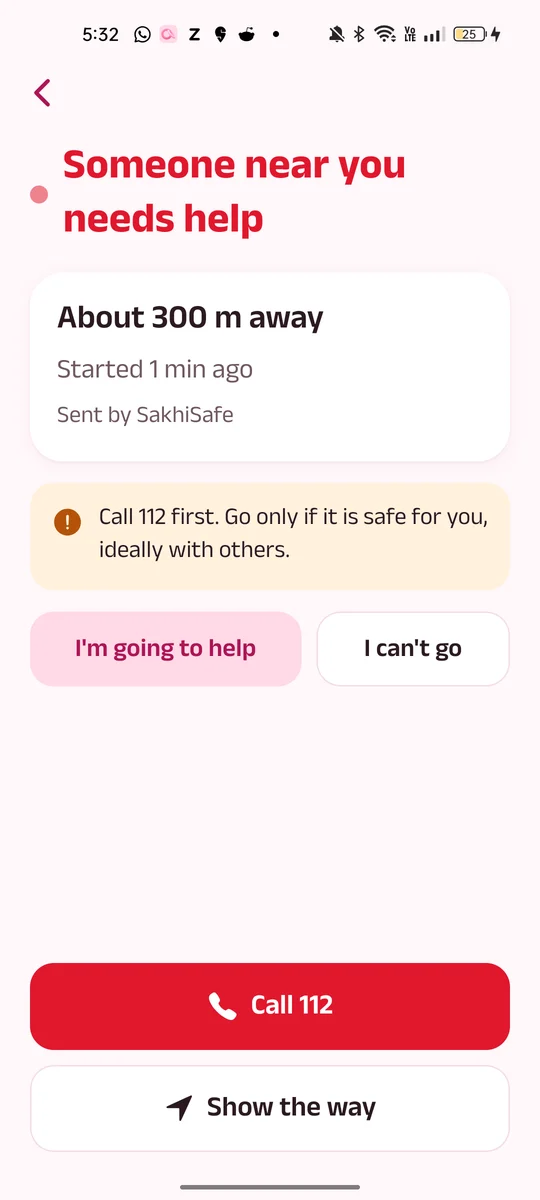 5:32
Z
Vo
LTE
25
Someone near you
needs help
About 300 m away
Started 1 min ago
Sent by SakhiSafe
! Call 112 first. Go only if it is safe for you,
ideally with others.
I'm going to help
I can't go
Call 112
Show the way